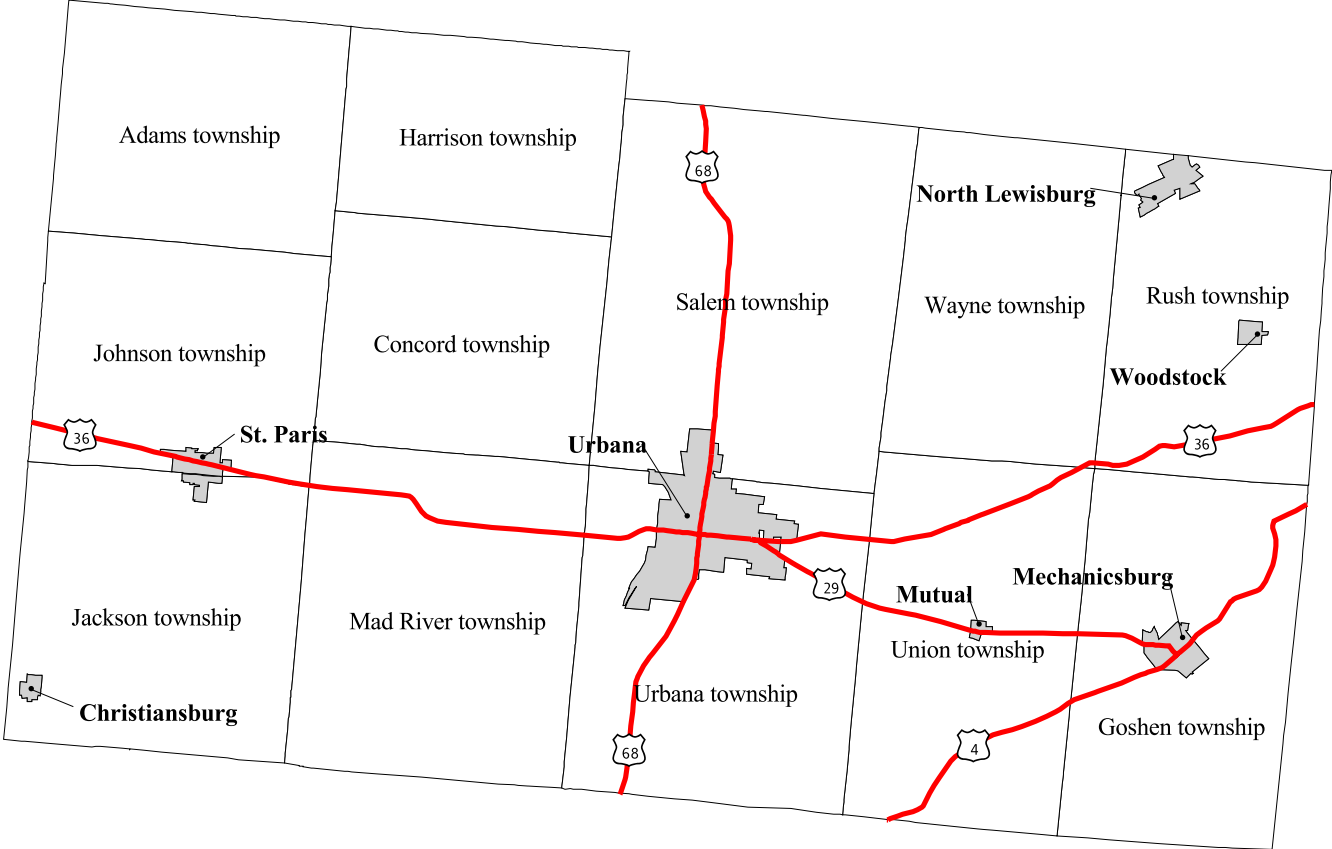 Adams township
Harrison township
68
North Lewisburg
Rush township
Salem township
Wayne township
Concord township
Johnson township
Woodstock
36
St. Paris
Urbana
36
29
Mechanicsburg
Mutual
Jackson township
Mad River township
Union township
Urbana township
Christiansburg
Goshen township
68
4